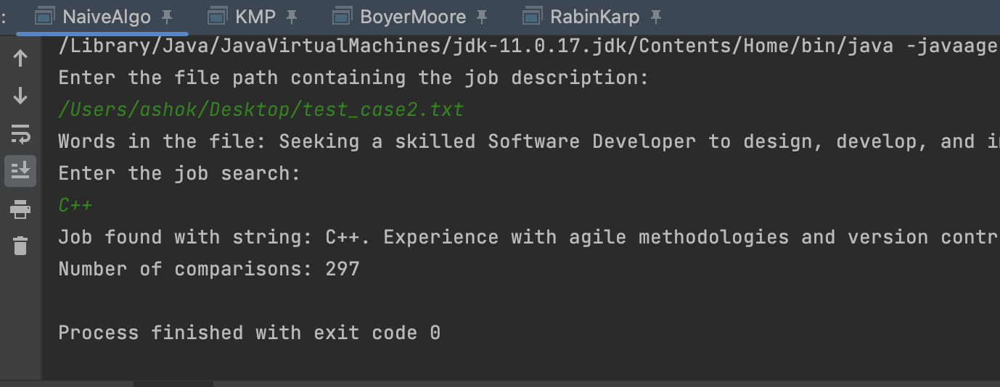 : NaiveAlgo KMP BoyerMoore RabinKarp
/Library/Java/JavaVirtualMachines/jdk-11.0.17.jdk/Contents/Home/bin/java -javaage
Enter the file path containing the job description:
/Users/ashok/Desktop/test_case2.txt
Words in the file: Seeking a skilled Software Developer to design, develop, and i
Enter the job search:
C++
Job found with string: C++. Experience with agile methodologies and version contr
Number of comparisons: 297
Process finished with exit code 0